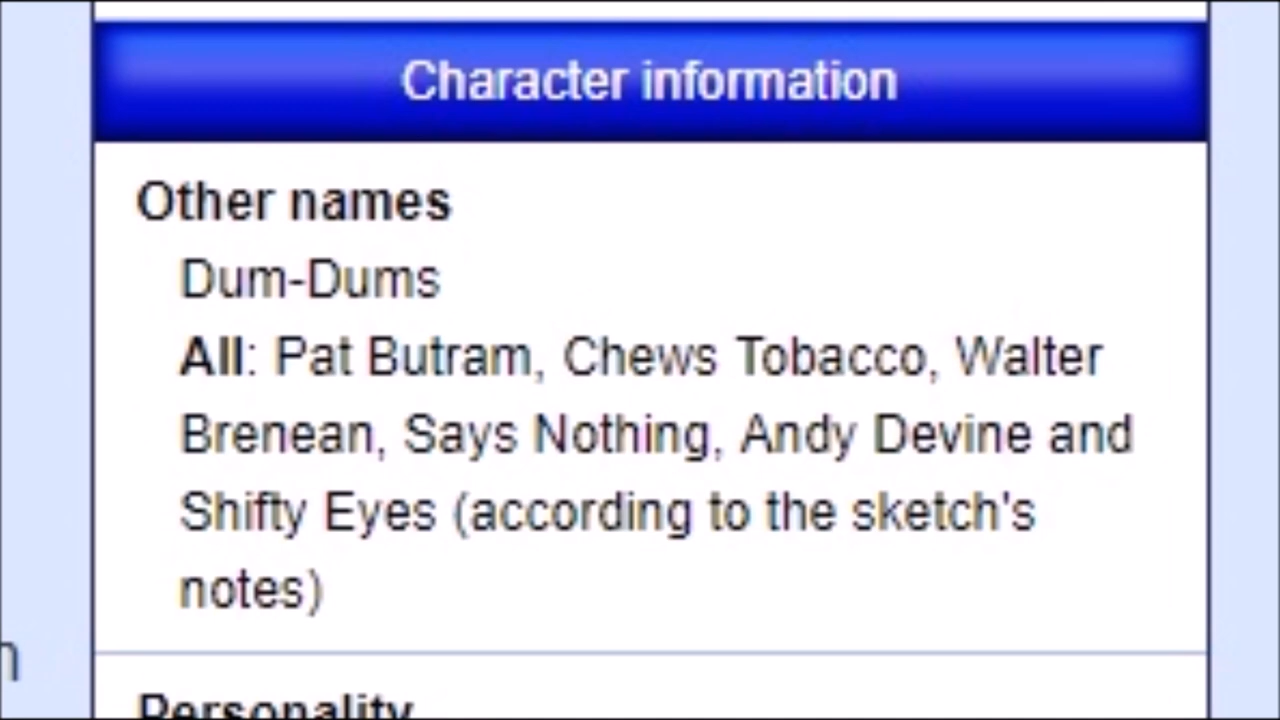 Character information
Other names
Dum-Dums
All: Pat Butram, Chews Tobacco, Walter
Brenean, Says Nothing, Andy Devine and
Shifty Eyes (according to the sketch's
notes)
n
Personality